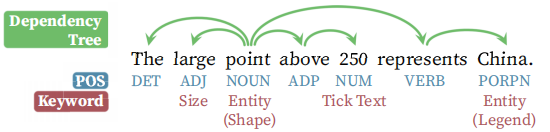 Dependency
Tree
The large point above 250 represents China.
POS DET ADJ NOUN ADP NUM VERB PORPN
Keyword Size Entity Tick Text Entity
(Shape) (Legend)